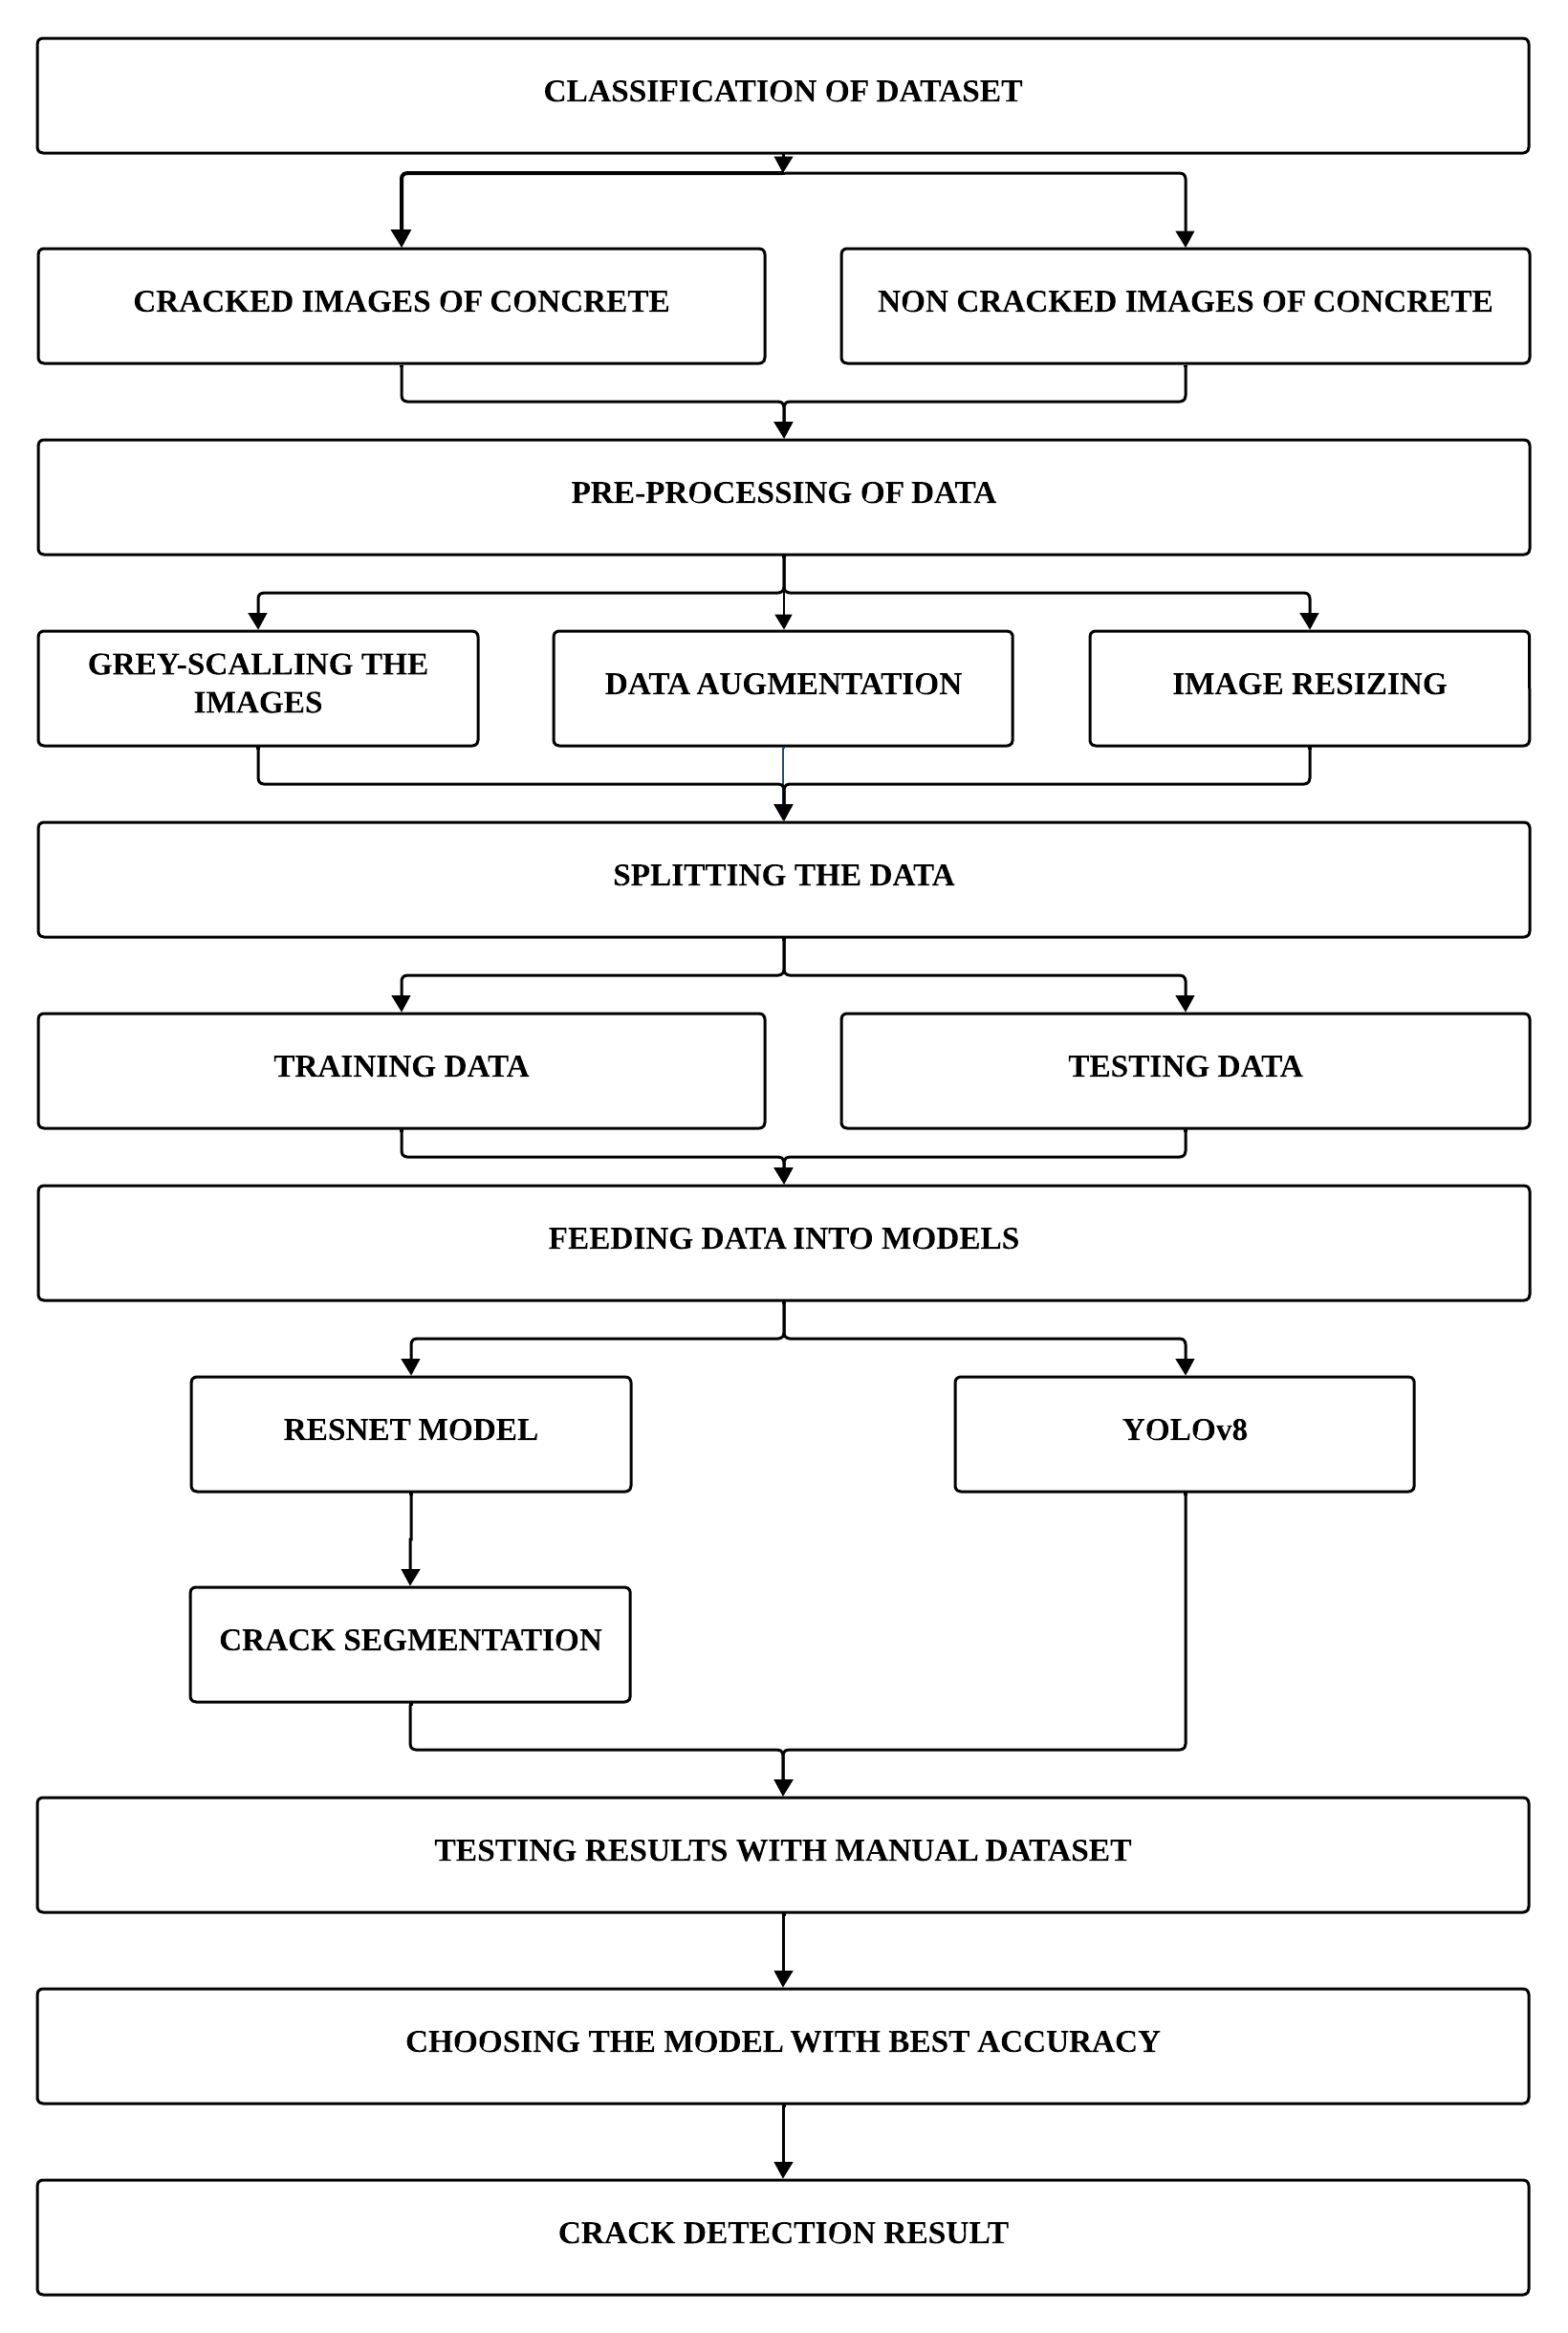 CLASSIFICATION OF DATASET
CRACKED IMAGES OF CONCRETE
NON CRACKED IMAGES OF CONCRETE
PRE-PROCESSING OF DATA
GREY-SCALLING THE
IMAGES
DATA AUGMENTATION
IMAGE RESIZING
SPLITTING THE DATA
TRAINING DATA
TESTING DATA
FEEDING DATA INTO MODELS
RESNET MODEL
YOLOv8
CRACK SEGMENTATION
TESTING RESULTS WITH MANUAL DATASET
CHOOSING THE MODEL WITH BEST ACCURACY
CRACK DETECTION RESULT